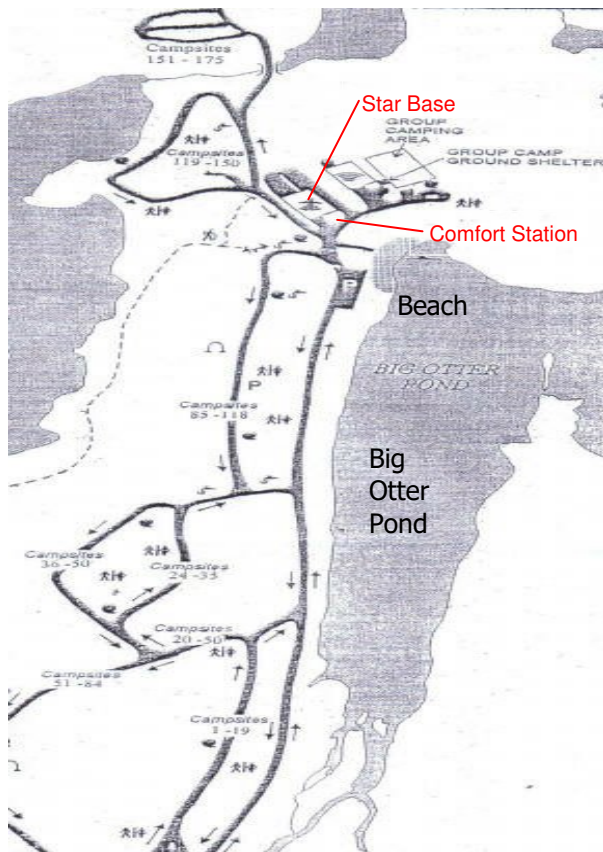 Campsites
151 - 175
Star Base
GROUP
CAMPING
AREA
GROUP CAMP
GROUND SHELTER
Campsites
119 - 150
Comfort Station
P
Beach
BIG OTTER
POND
P
Campsites
85 - 118
Big
Otter
Pond
Campsites
36 - 50
Campsites
24 - 35
Campsites
20 - 50
Campsites
51 - 84
Campsites
1 - 19